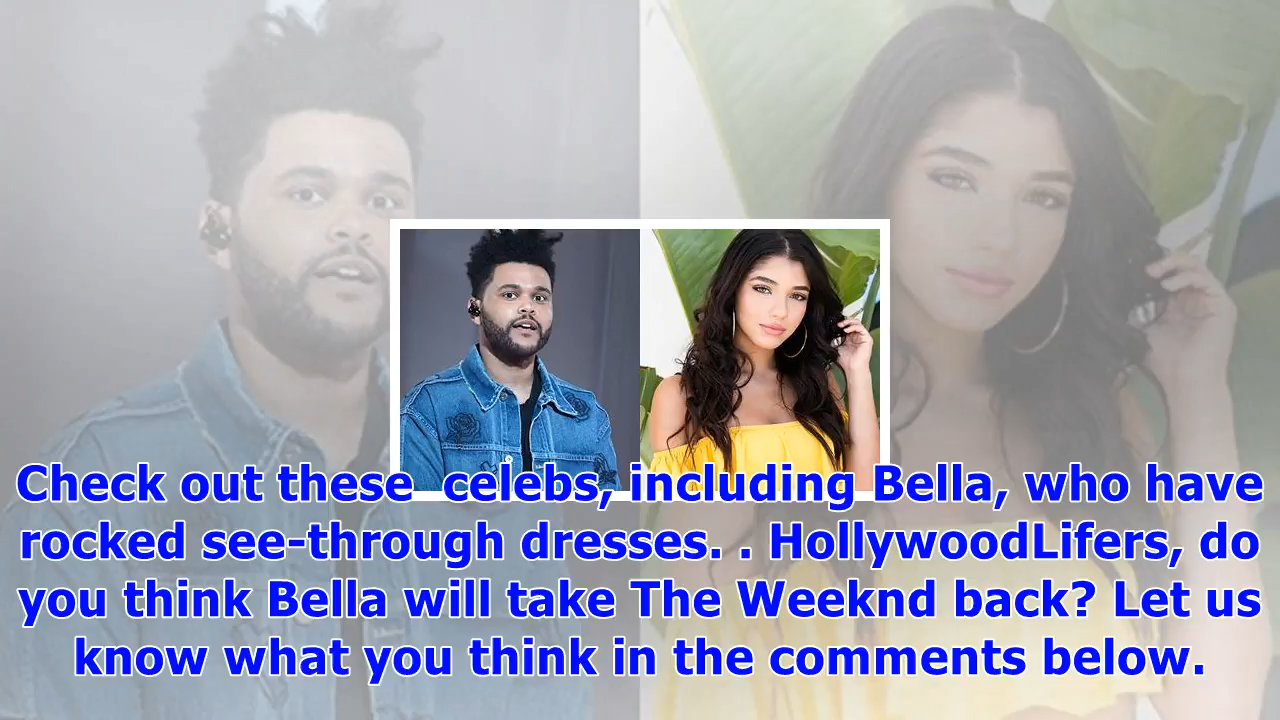 Check out these  celebs, including Bella, who have
rocked see-through dresses. . HollywoodLifers, do
you think Bella will take The Weeknd back? Let us
know what you think in the comments below.